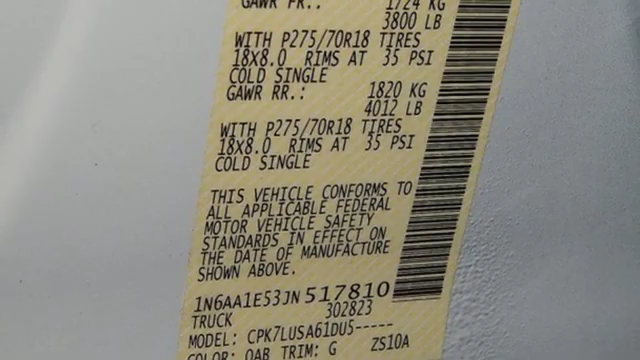 GAWR FR.: 1724 KG
3800 LB
WITH P275/70R18 TIRES
18X8.0 RIMS AT 35 PSI
COLD SINGLE
GAWR RR.: 1820 KG
4012 LB
WITH P275/70R18 TIRES
18X8.0 RIMS AT 35 PSI
COLD SINGLE
THIS VEHICLE CONFORMS TO
ALL APPLICABLE FEDERAL
MOTOR VEHICLE SAFETY
STANDARDS IN EFFECT ON
THE DATE OF MANUFACTURE
SHOWN ABOVE.
1N6AA1E53JN517810
TRUCK 302823
MODEL: CPK7LUSA61DU5-----
COLOR: QAB TRIM: G ZS10A